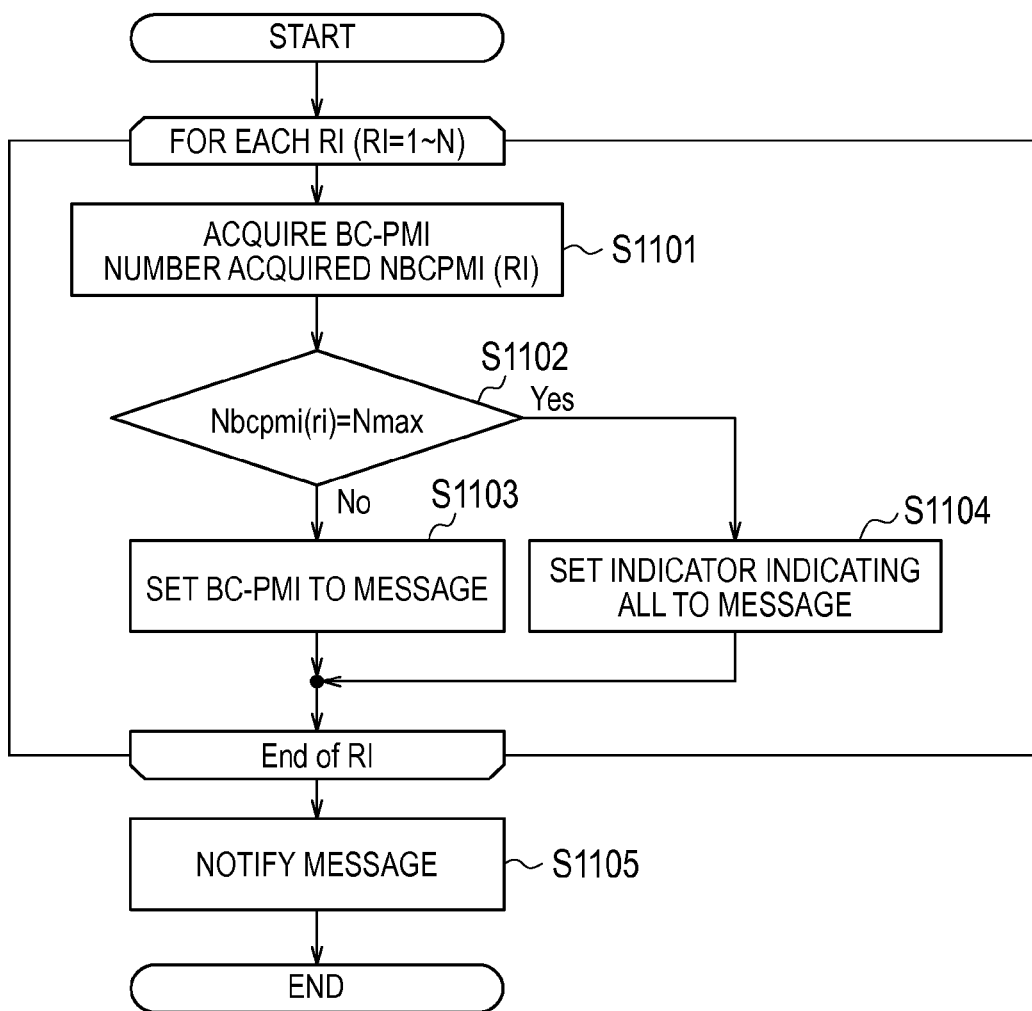 START
FOR EACH RI (RI=1~N)
ACQUIRE BC-PMI
NUMBER ACQUIRED NBCPMI (RI)
S1101
S1102
Nbcpmi(ri)=Nmax
Yes
No
S1103
SET BC-PMI TO MESSAGE
S1104
SET INDICATOR INDICATING
ALL TO MESSAGE
End of RI
NOTIFY MESSAGE
S1105
END